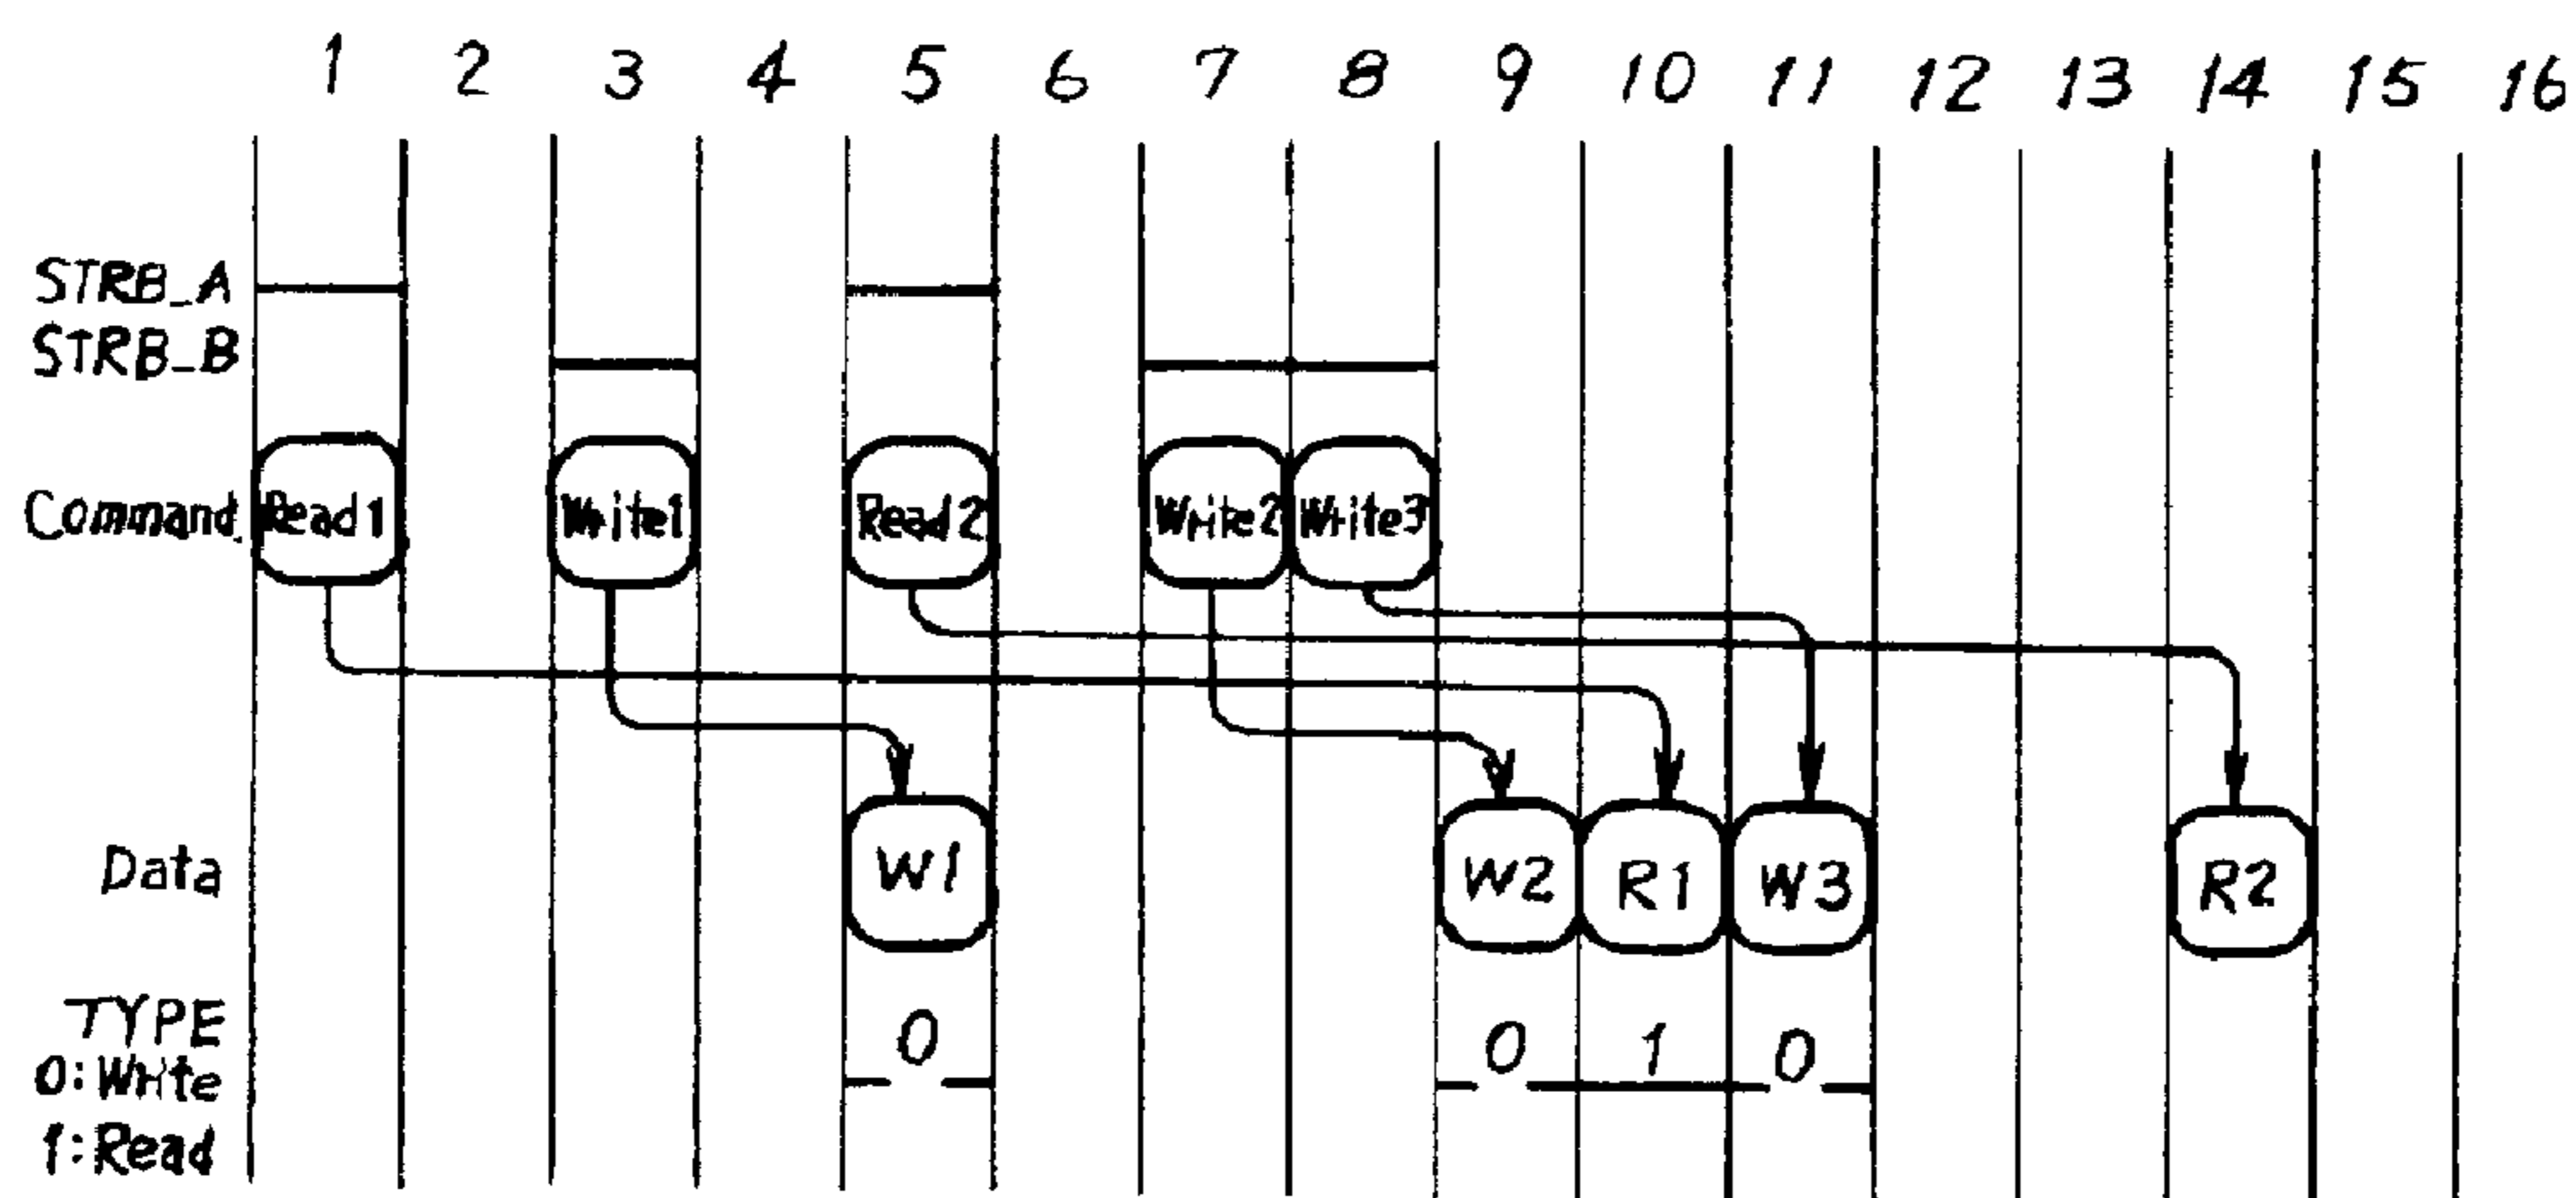 1 2 3 4 5 6 7 8 9 10 11 12 13 14 15 16
STRB_A
STRB_B
Command Read1 Write1 Read2 Write2 Write3
Data W1 W2 R1 W3 R2
TYPE 0 0 1 0
0:Write
1:Read